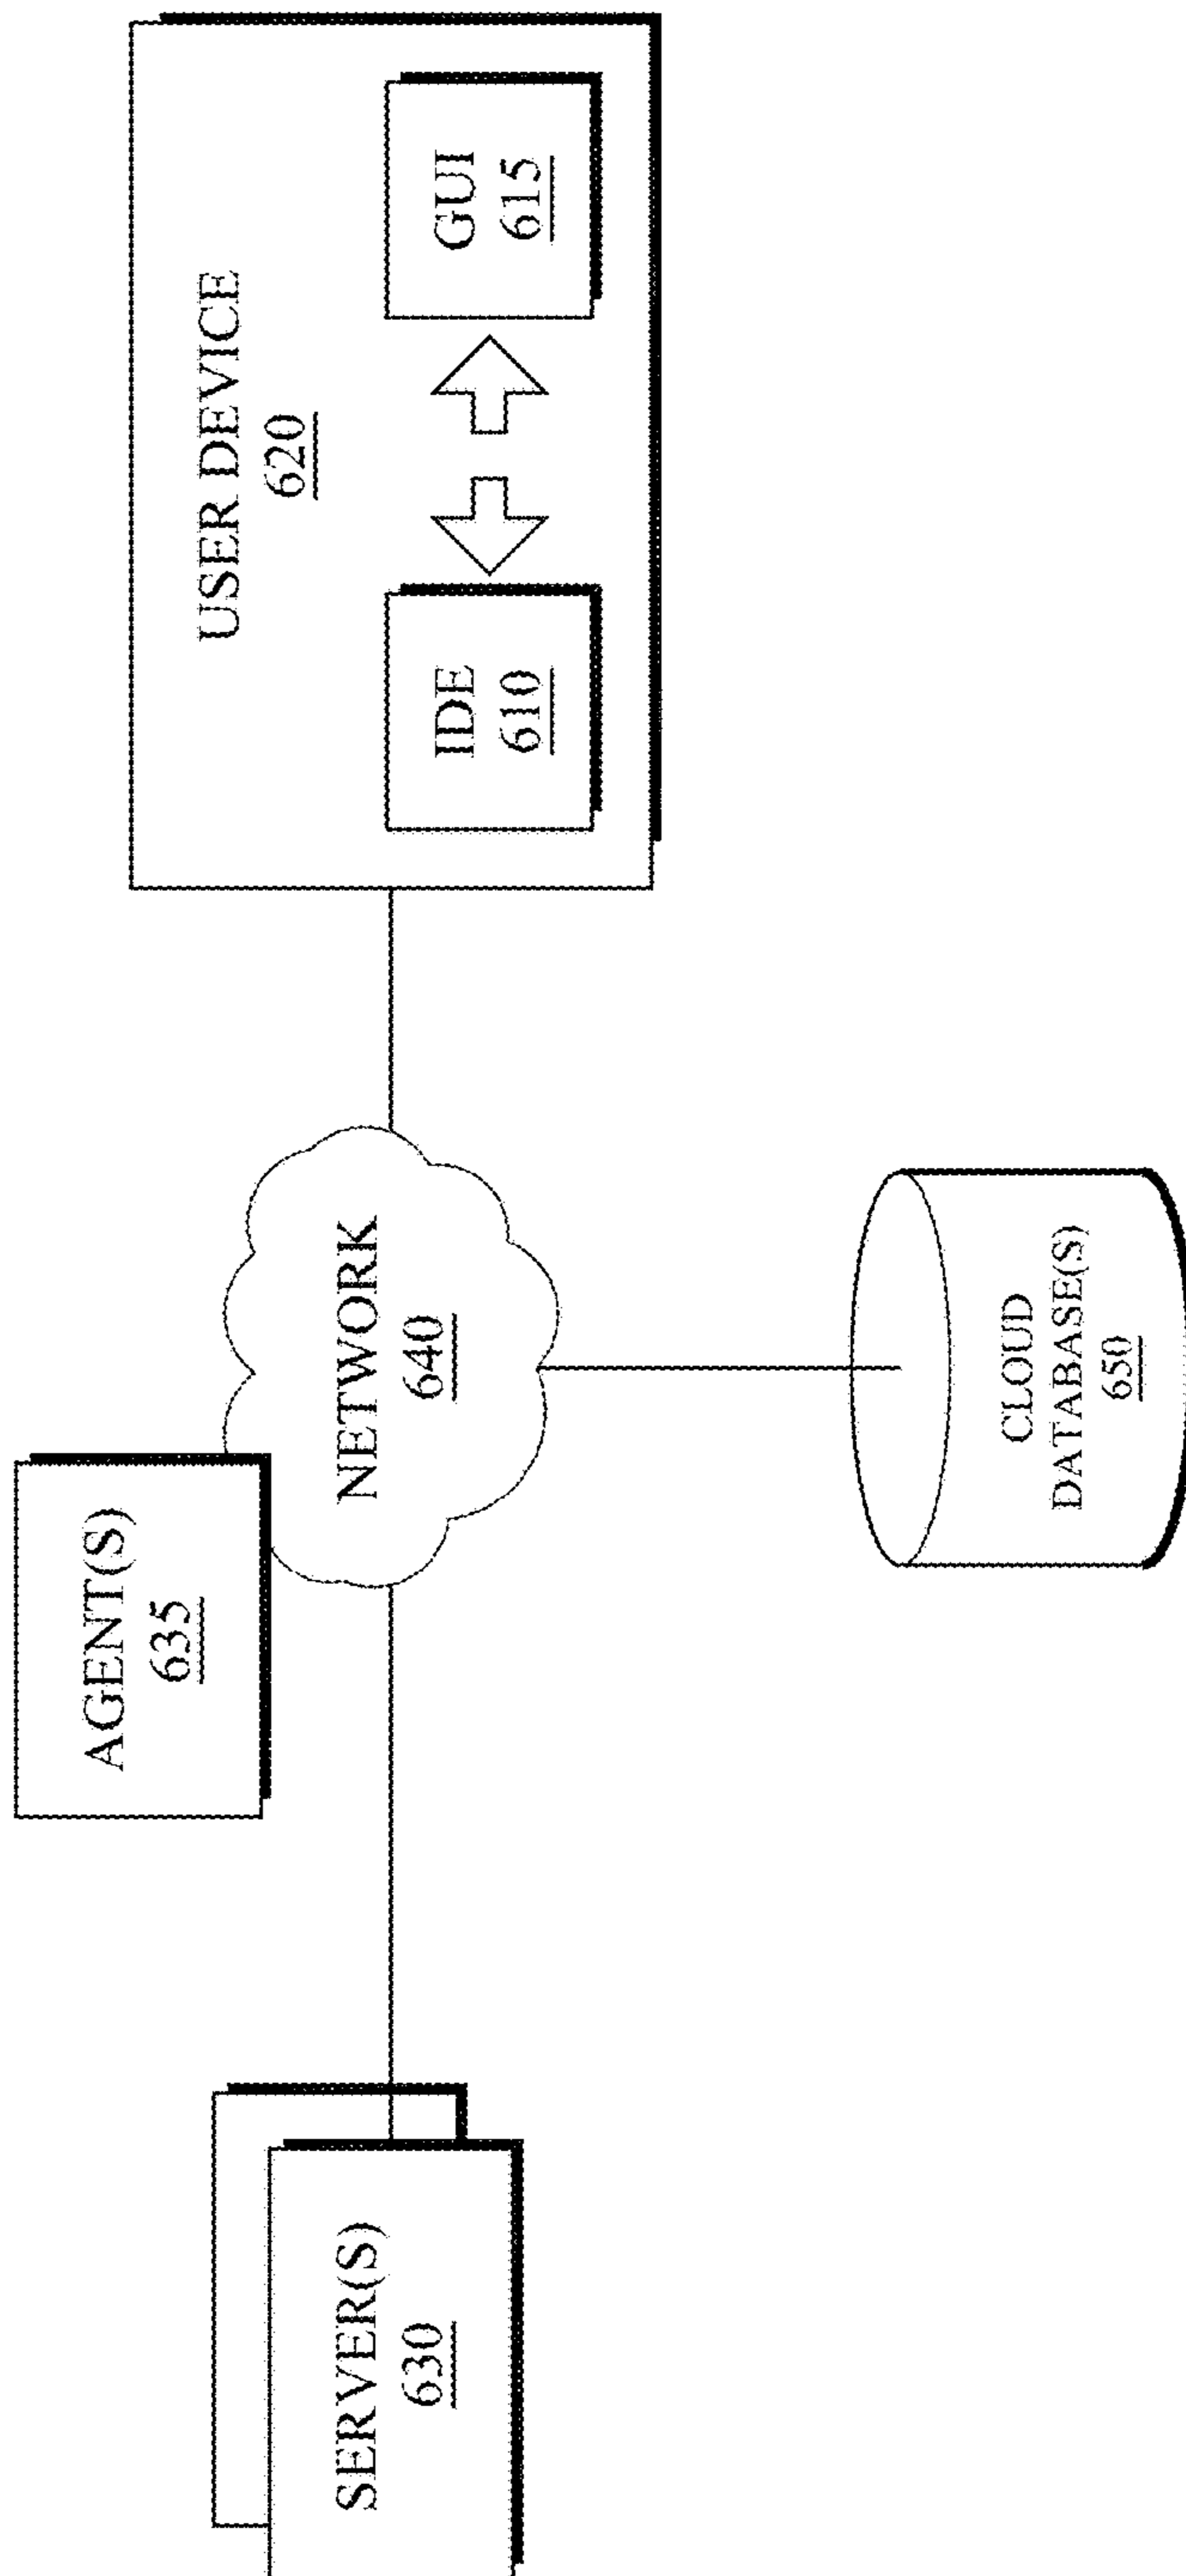 SERVER(S)
630
AGENT(S)
635
NETWORK
640
CLOUD
DATABASE(S)
650
USER DEVICE
620
IDE
610
GUI
615